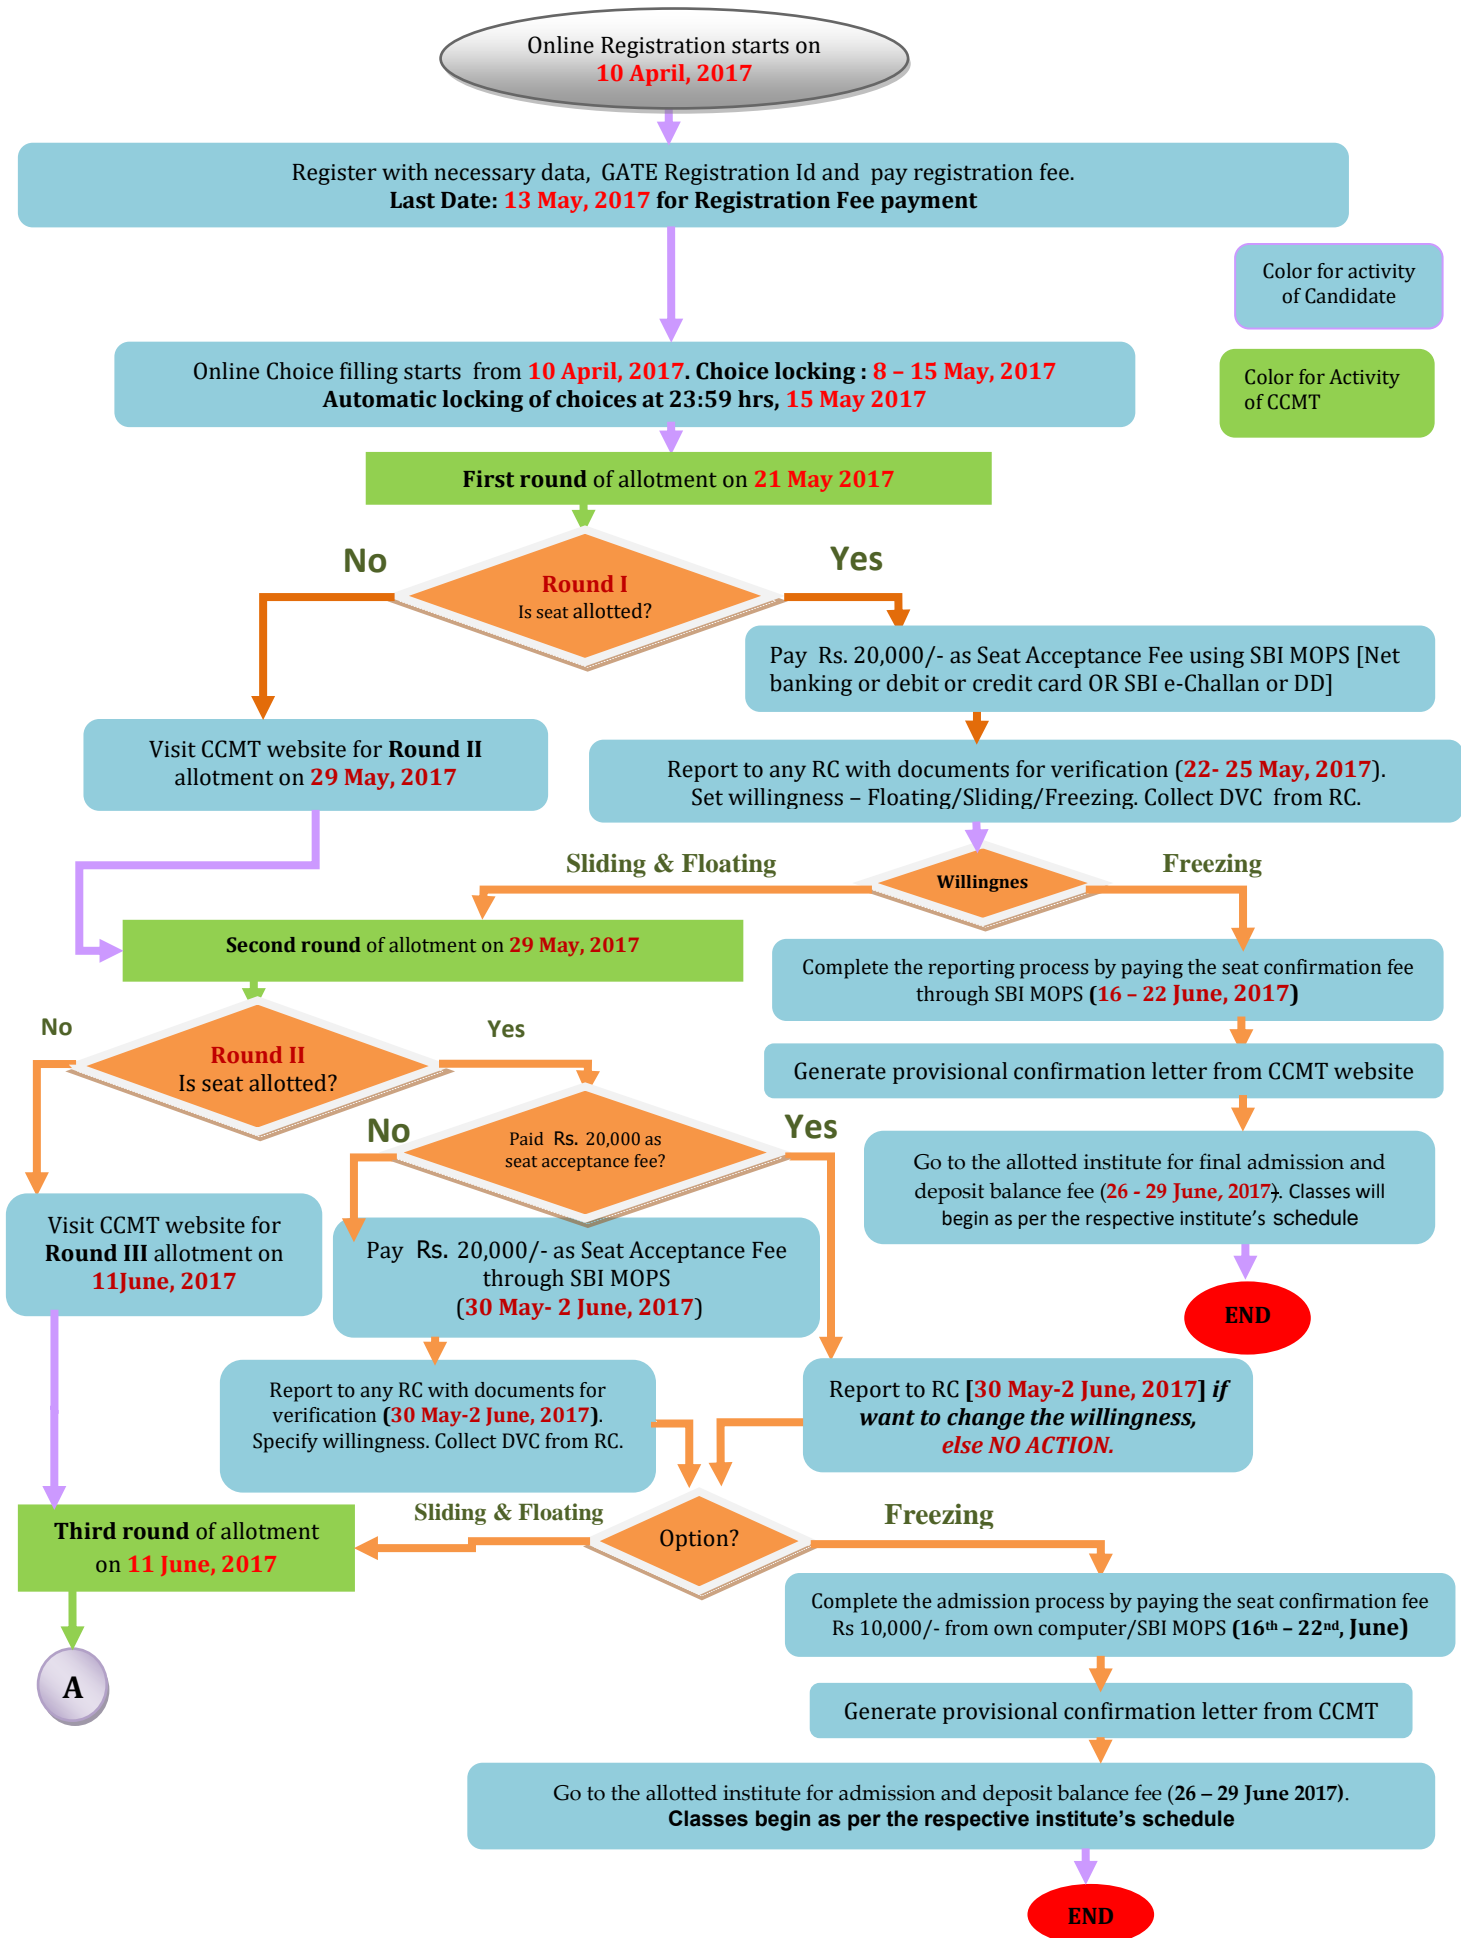 Online Registration starts on
10 April, 2017
Register with necessary data, GATE Registration Id and pay registration fee.
Last Date: 13 May, 2017 for Registration Fee payment
Color for activity
of Candidate
Online Choice filling starts from 10 April, 2017. Choice locking : 8 – 15 May, 2017
Automatic locking of choices at 23:59 hrs, 15 May 2017
Color for Activity
of CCMT
First round of allotment on 21 May 2017
No
Yes
Round I
Is seat allotted?
Pay Rs. 20,000/- as Seat Acceptance Fee using SBI MOPS [Net
banking or debit or credit card OR SBI e-Challan or DD]
Visit CCMT website for Round II
allotment on 29 May, 2017
Report to any RC with documents for verification (22- 25 May, 2017).
Set willingness – Floating/Sliding/Freezing. Collect DVC from RC.
Sliding & Floating
Freezing
Willingnes
Second round of allotment on 29 May, 2017
Complete the reporting process by paying the seat confirmation fee
through SBI MOPS (16 – 22 June, 2017)
No
Yes
Round II
Is seat allotted?
Generate provisional confirmation letter from CCMT website
No
Yes
Paid Rs. 20,000 as
seat acceptance fee?
Go to the allotted institute for final admission and
deposit balance fee (26 - 29 June, 2017). Classes will
begin as per the respective institute's schedule
Visit CCMT website for
Round III allotment on
11June, 2017
Pay Rs. 20,000/- as Seat Acceptance Fee
through SBI MOPS
(30 May- 2 June, 2017)
END
Report to any RC with documents for
verification (30 May-2 June, 2017).
Specify willingness. Collect DVC from RC.
Report to RC [30 May-2 June, 2017] if
want to change the willingness,
else NO ACTION.
Sliding & Floating
Freezing
Third round of allotment
on 11 June, 2017
Option?
Complete the admission process by paying the seat confirmation fee
Rs 10,000/- from own computer/SBI MOPS (16th – 22nd, June)
A
Generate provisional confirmation letter from CCMT
Go to the allotted institute for admission and deposit balance fee (26 – 29 June 2017).
Classes begin as per the respective institute's schedule
END